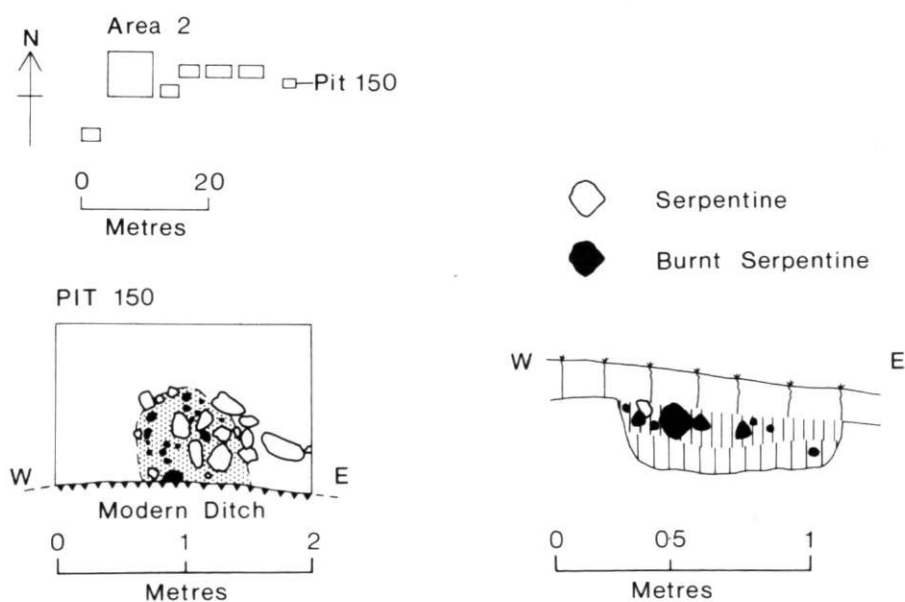 Area 2
N
Pit 150
0 20
Metres
Serpentine
Burnt Serpentine
PIT 150
W E
Modern Ditch
0 1 2
Metres
W E
0 0·5 1
Metres